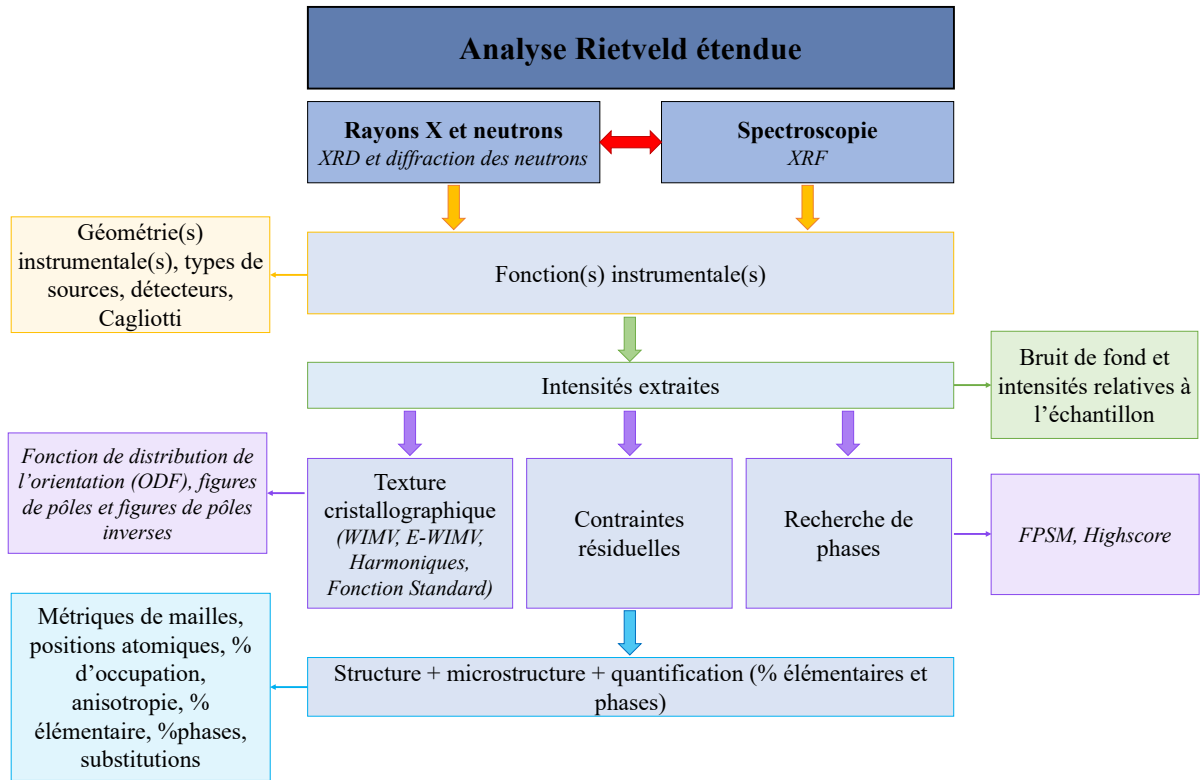 Analyse Rietveld étendue
Rayons X et neutrons
XRD et diffraction des neutrons
Spectroscopie
XRF
Géométrie(s)
instrumentale(s), types de
sources, détecteurs,
Cagliotti
Fonction(s) instrumentale(s)
Intensités extraites
Bruit de fond et
intensités relatives à
l’échantillon
Fonction de distribution de
l’orientation (ODF), figures
de pôles et figures de pôles
inverses
Texture
cristallographique
(WIMV, E-WIMV,
Harmoniques,
Fonction Standard)
Contraintes
résiduelles
Recherche de
phases
FPSM, Highscore
Métriques de mailles,
positions atomiques, %
d’occupation,
anisotropie, %
élémentaire, %phases,
substitutions
Structure + microstructure + quantification (% élémentaires et
phases)